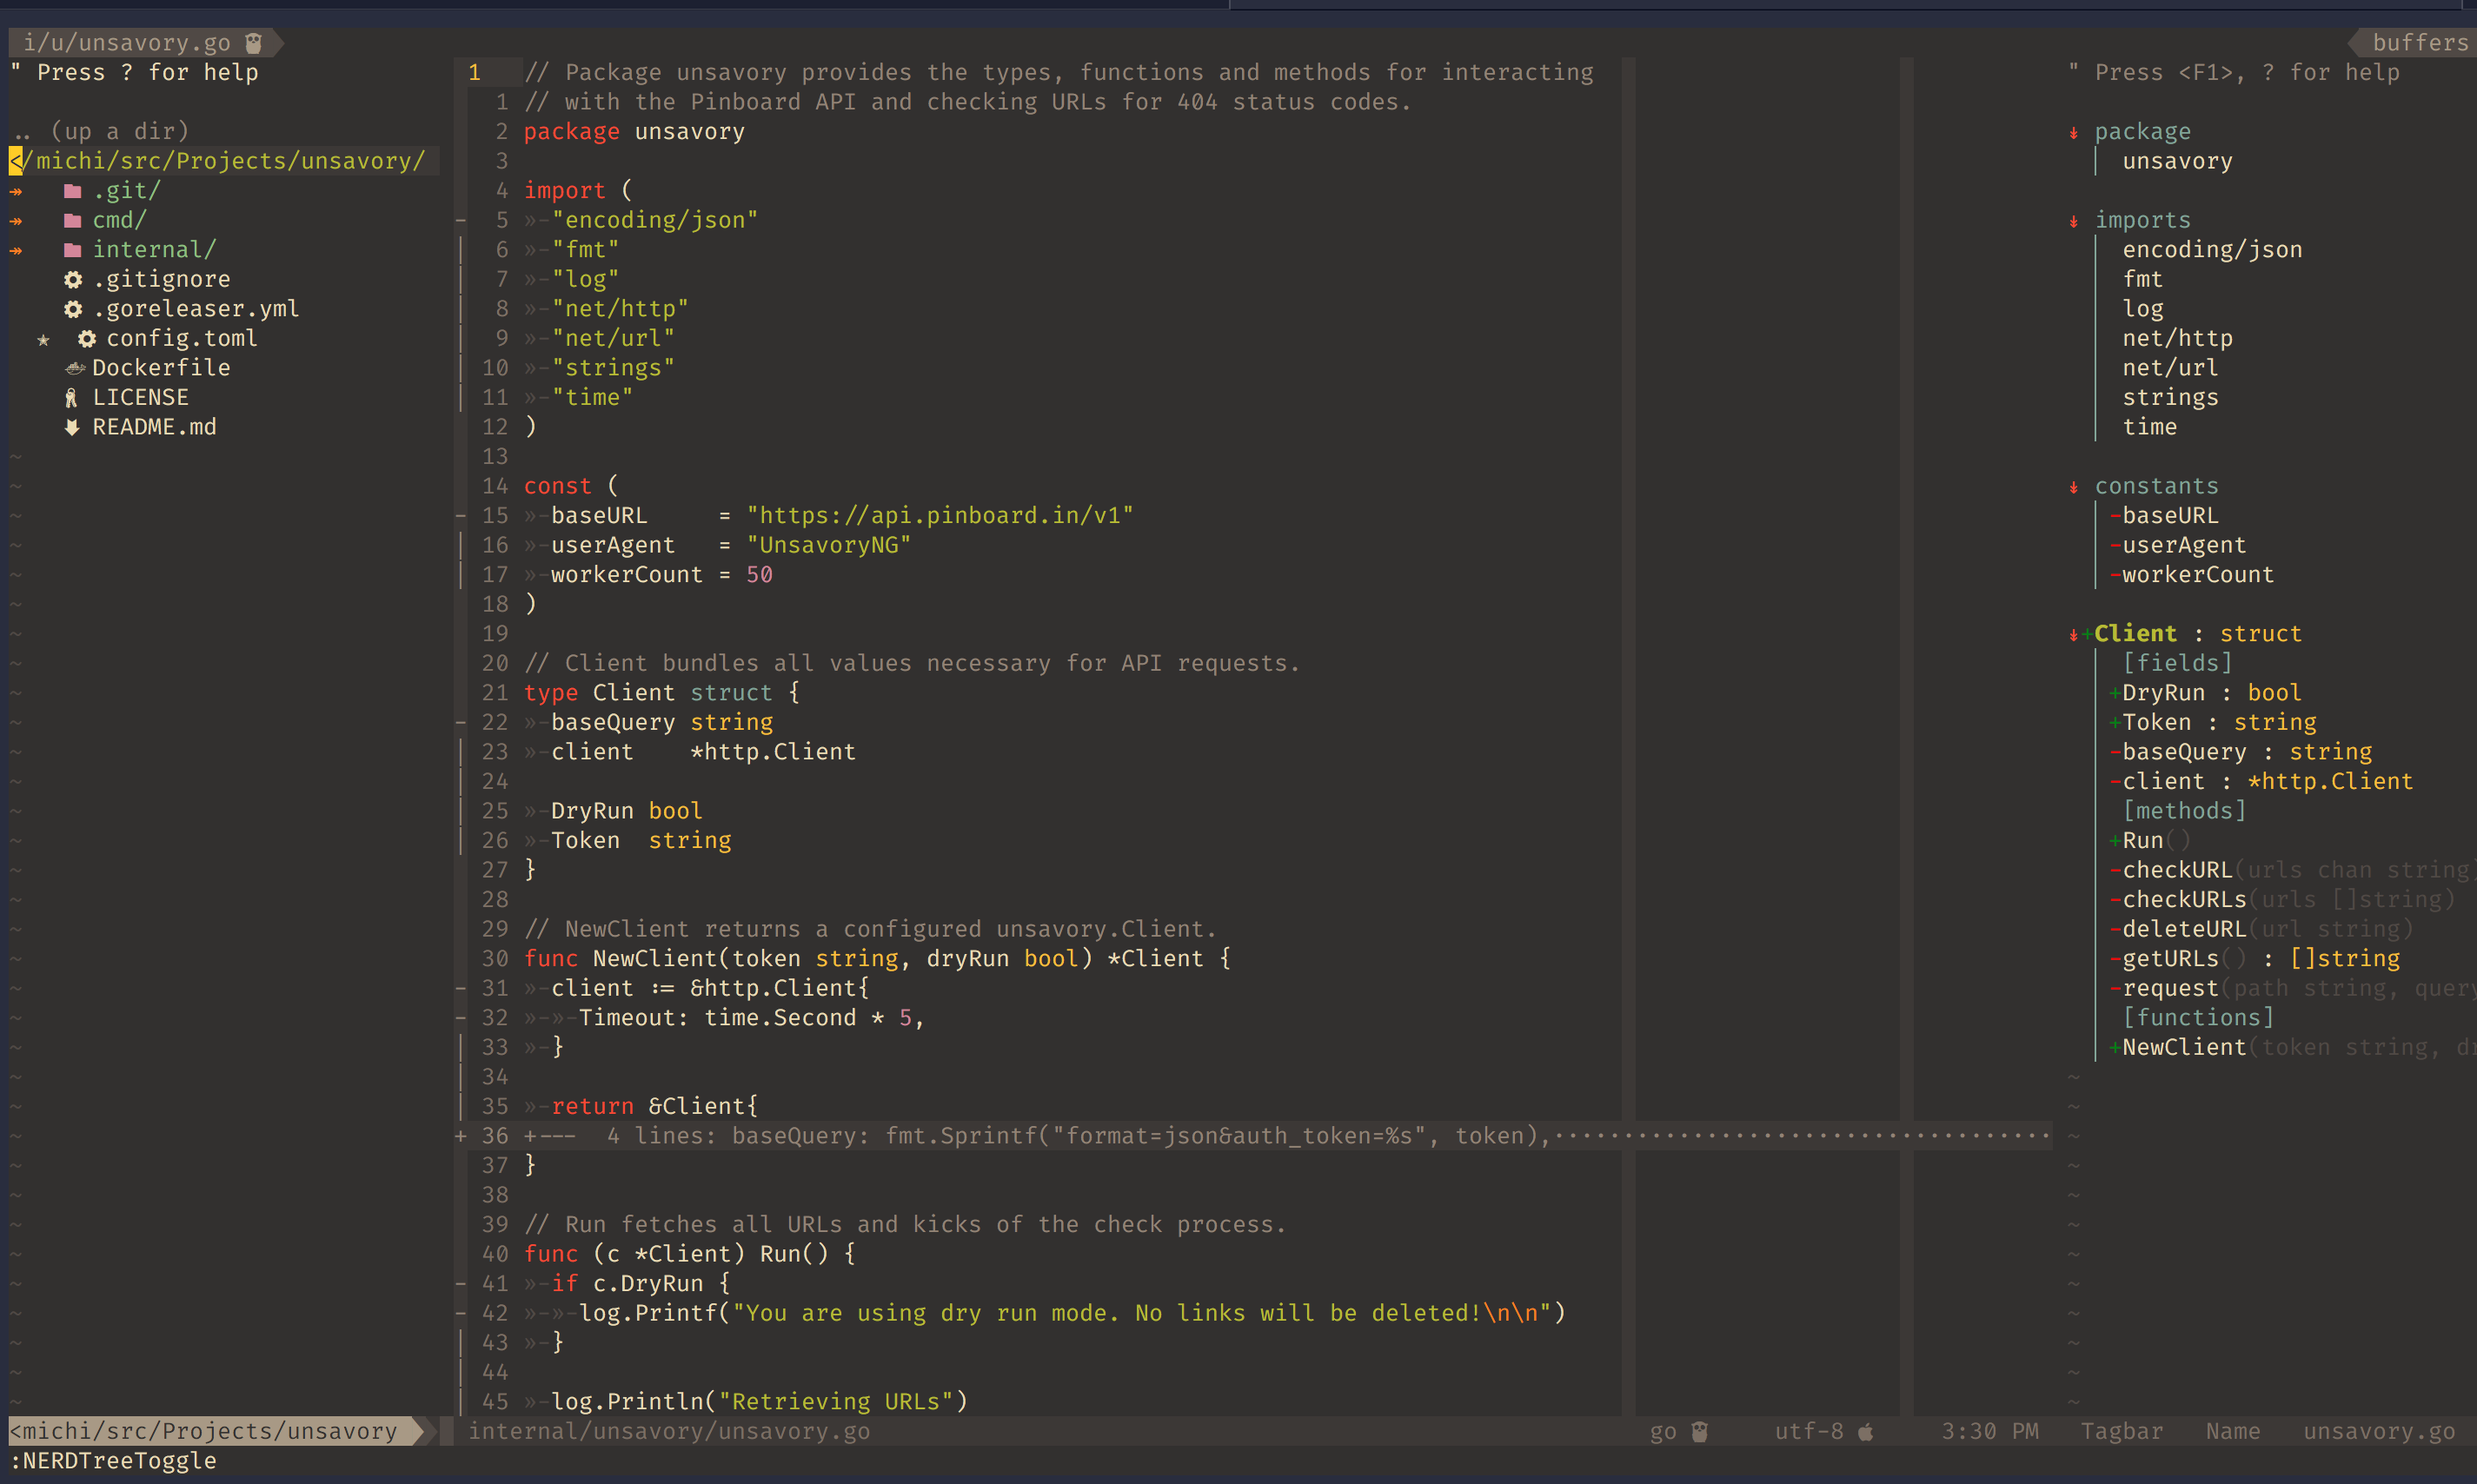 i/u/unsavory.go
buffers
" Press ? for help
.. (up a dir)
</michi/src/Projects/unsavory/
.git/
cmd/
internal/
.gitignore
.goreleaser.yml
config.toml
Dockerfile
LICENSE
README.md
1 // Package unsavory provides the types, functions and methods for interacting
1 // with the Pinboard API and checking URLs for 404 status codes.
2 package unsavory
3
4 import (
5 »-"encoding/json"
6 »-"fmt"
7 »-"log"
8 »-"net/http"
9 »-"net/url"
10 »-"strings"
11 »-"time"
12 )
13
14 const (
15 »-baseURL     = "https://api.pinboard.in/v1"
16 »-userAgent   = "UnsavoryNG"
17 »-workerCount = 50
18 )
19
20 // Client bundles all values necessary for API requests.
21 type Client struct {
22 »-baseQuery string
23 »-client    *http.Client
24
25 »-DryRun bool
26 »-Token  string
27 }
28
29 // NewClient returns a configured unsavory.Client.
30 func NewClient(token string, dryRun bool) *Client {
31 »-client := &http.Client{
32 »-»-Timeout: time.Second * 5,
33 »-}
34
35 »-return &Client{
36 +---  4 lines: baseQuery: fmt.Sprintf("format=json&auth_token=%s", token),····································
37 }
38
39 // Run fetches all URLs and kicks of the check process.
40 func (c *Client) Run() {
41 »-if c.DryRun {
42 »-»-log.Printf("You are using dry run mode. No links will be deleted!\n\n")
43 »-}
44
45 »-log.Println("Retrieving URLs")
" Press <F1>, ? for help
package
unsavory
imports
encoding/json
fmt
log
net/http
net/url
strings
time
constants
-baseURL
-userAgent
-workerCount
+Client : struct
[fields]
+DryRun : bool
+Token : string
-baseQuery : string
-client : *http.Client
[methods]
+Run()
-checkURL(urls chan string)
-checkURLs(urls []string)
-deleteURL(url string)
-getURLs() : []string
-request(path string, query
[functions]
+NewClient(token string, dr
<michi/src/Projects/unsavory
internal/unsavory/unsavory.go
go
utf-8
3:30 PM
Tagbar
Name
unsavory.go
:NERDTreeToggle